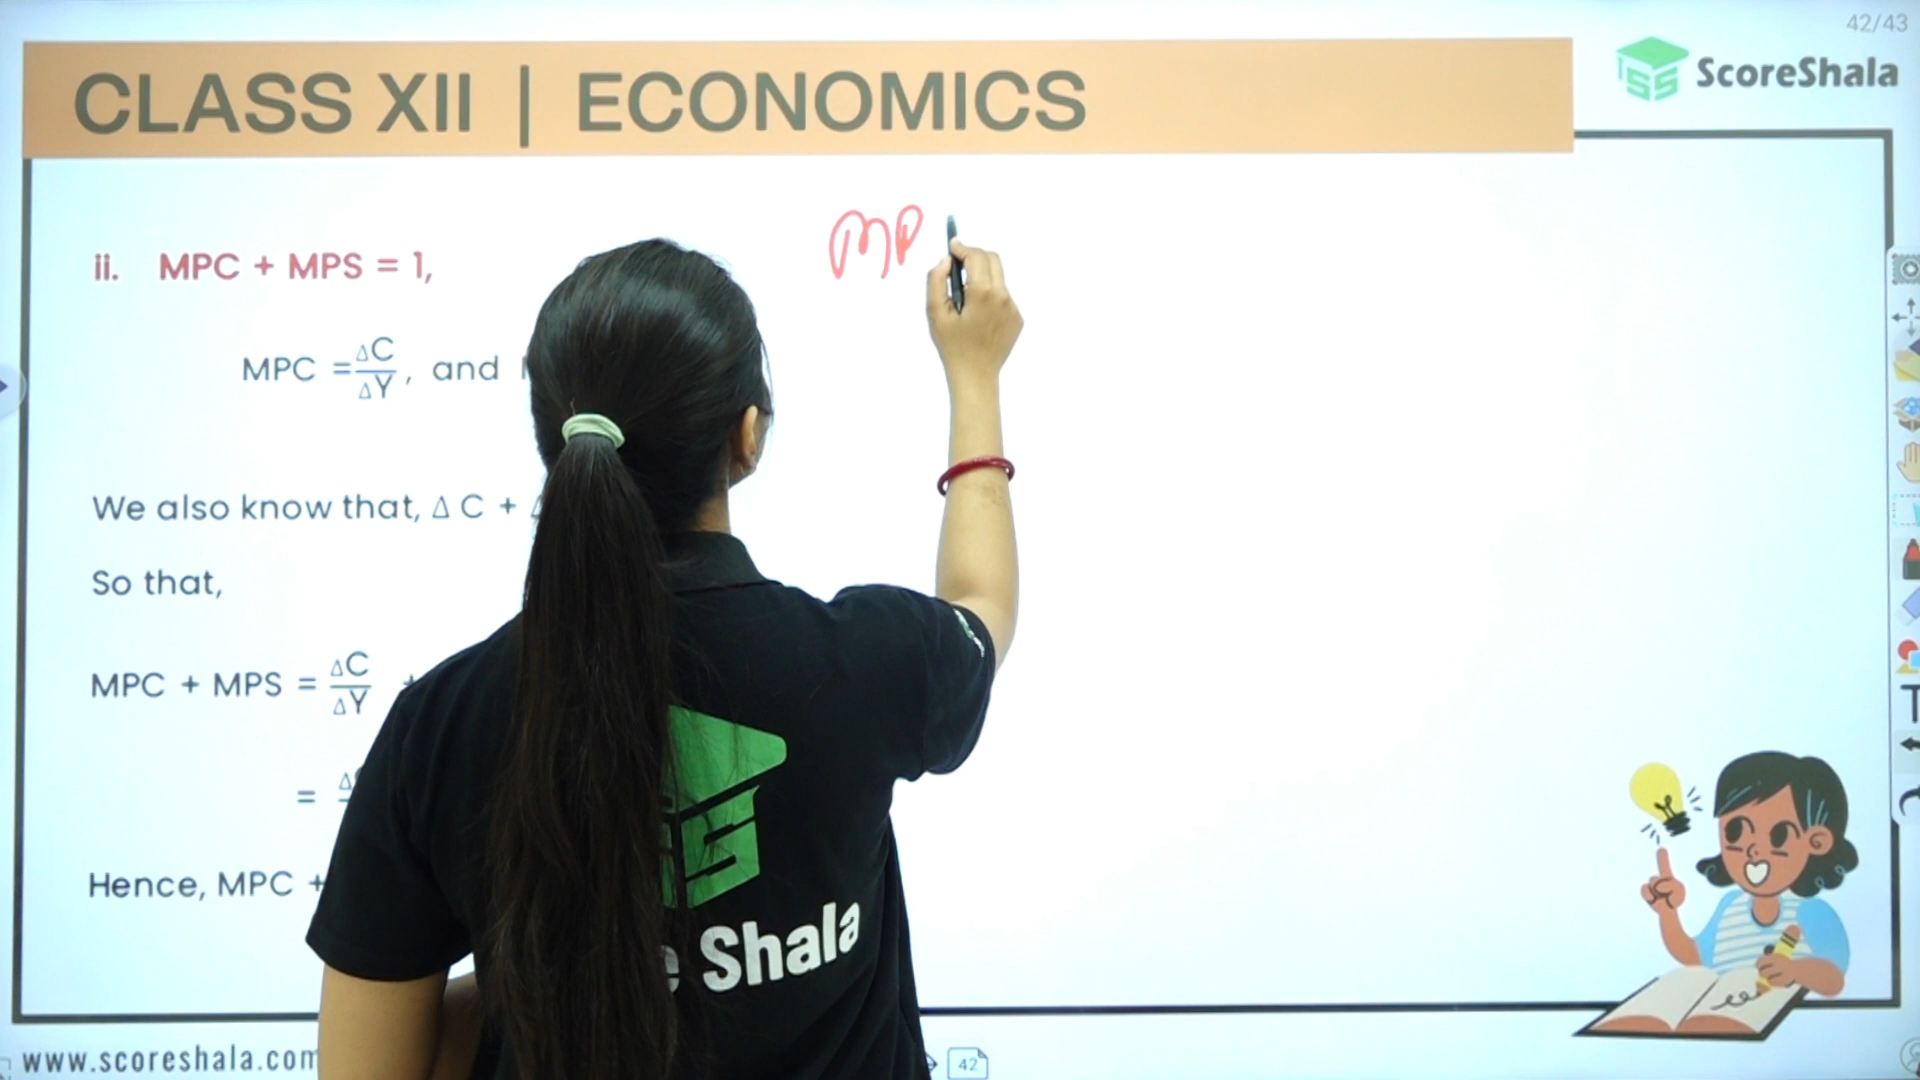 42/43
CLASS XII | ECONOMICS
ScoreShala
MP
ii. MPC + MPS = 1,
MPC = ΔC/ΔY, and
We also know that, Δ C +
So that,
MPC + MPS = ΔC/ΔY +
=
Hence, MPC +
Shala
www.scoreshala.com
42